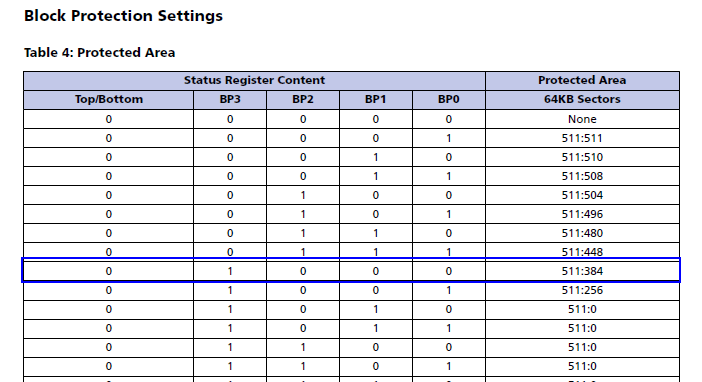 Block Protection Settings
Table 4: Protected Area
Status Register Content Protected Area
Top/Bottom BP3 BP2 BP1 BP0 64KB Sectors
0 0 0 0 0 None
0 0 0 0 1 511:511
0 0 0 1 0 511:510
0 0 0 1 1 511:508
0 0 1 0 0 511:504
0 0 1 0 1 511:496
0 0 1 1 0 511:480
0 0 1 1 1 511:448
0 1 0 0 0 511:384
0 1 0 0 1 511:256
0 1 0 1 0 511:0
0 1 0 1 1 511:0
0 1 1 0 0 511:0
0 1 1 0 1 511:0